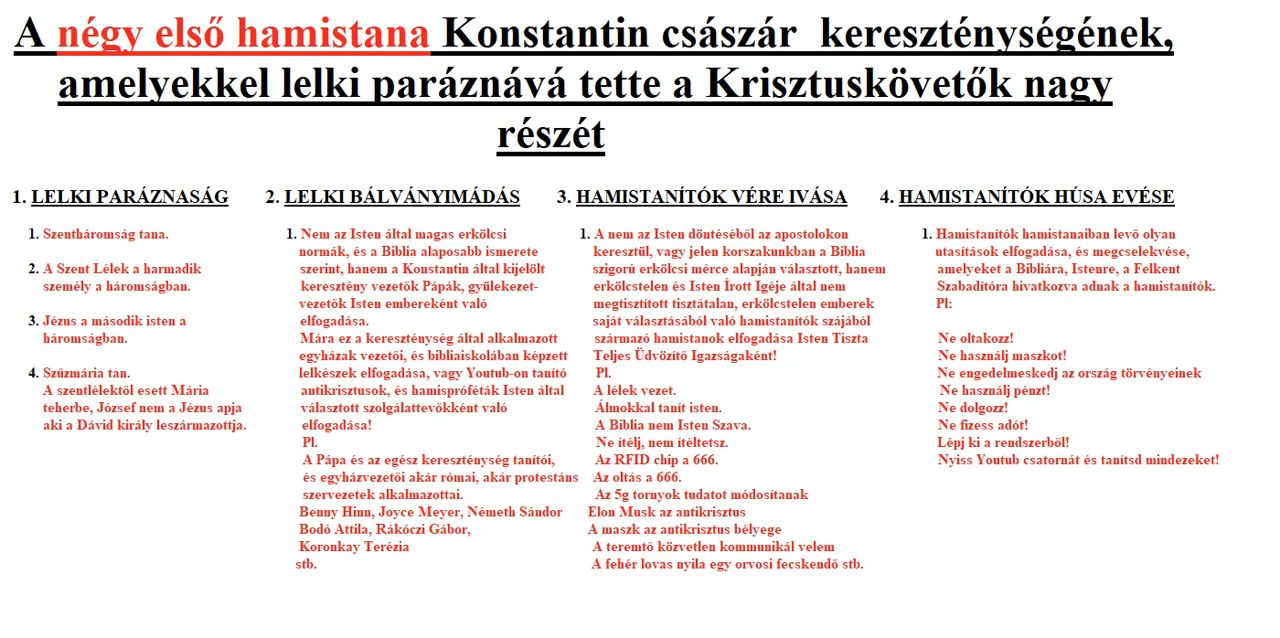 A négy első hamistana Konstantin császár kereszténységének,
amelyekkel lelki paráznává tette a Krisztuskövetők nagy
részét
1. LELKI PARÁZNASÁG
1. Szentháromság tana.
2. A Szent Lélek a harmadik
személy a háromságban.
3. Jézus a második isten a
háromságban.
4. Szűzmária tan.
A szentlélektől esett Mária
teherbe, József nem a Jézus apja
aki a Dávid király leszármazottja.
2. LELKI BÁLVÁNYIMÁDÁS
1. Nem az Isten által magas erkölcsi
normák, és a Biblia alaposabb ismerete
szerint, hanem a Konstantin által kijelölt
keresztény vezetők Pápák, gyülekezet-
vezetők Isten embereként való
elfogadása.
Mára ez a kereszténység által alkalmazott
egyházak vezetői, és bibliaiskolában képzett
lelkészek elfogadása, vagy Youtub-on tanító
antikrisztusok, és hamispróféták Isten által
választott szolgálattevőkként való
elfogadása!
Pl.
A Pápa és az egész kereszténység tanítói,
és egyházvezetői akár római, akár protestáns
szervezetek alkalmazottai.
Benny Hinn, Joyce Meyer, Németh Sándor
Bodó Attila, Rákóczi Gábor,
Koronkay Terézia
stb.
3. HAMISTANÍTÓK VÉRE IVÁSA
1. A nem az Isten döntéséből az apostolokon
keresztül, vagy jelen korszakunkban a Biblia
szigorú erkölcsi mérce alapján választott, hanem
erkölcstelen és Isten Írott Igéje által nem
megtisztított tisztátalan, erkölcstelen emberek
saját választásából való hamistanítók szájából
származó hamistanok elfogadása Isten Tiszta
Teljes Üdvözítő Igazságaként!
Pl.
A lélek vezet.
Álmokkal tanít isten.
A Biblia nem Isten Szava.
Ne ítélj, nem ítéltetsz.
Az RFID chip a 666.
Az oltás a 666.
Az 5g tornyok tudatot módosítanak
Elon Musk az antikrisztus
A maszk az antikrisztus bélyege
A teremtő közvetlen kommunikál velem
A fehér lovas nyila egy orvosi fecskendő stb.
4. HAMISTANÍTÓK HÚSA EVÉSE
1. Hamistanítók hamistanaiban levő olyan
utasítások elfogadása, és megcselekvése,
amelyeket a Bibliára, Istenre, a Felkent
Szabadítóra hivatkozva adnak a hamistanítók.
Pl:
Ne oltakozz!
Ne használj maszkot!
Ne engedelmeskedj az ország törvényeinek
Ne használj pénzt!
Ne dolgozz!
Ne fizess adót!
Lépj ki a rendszerből!
Nyiss Youtub csatornát és tanítsd mindezeket!